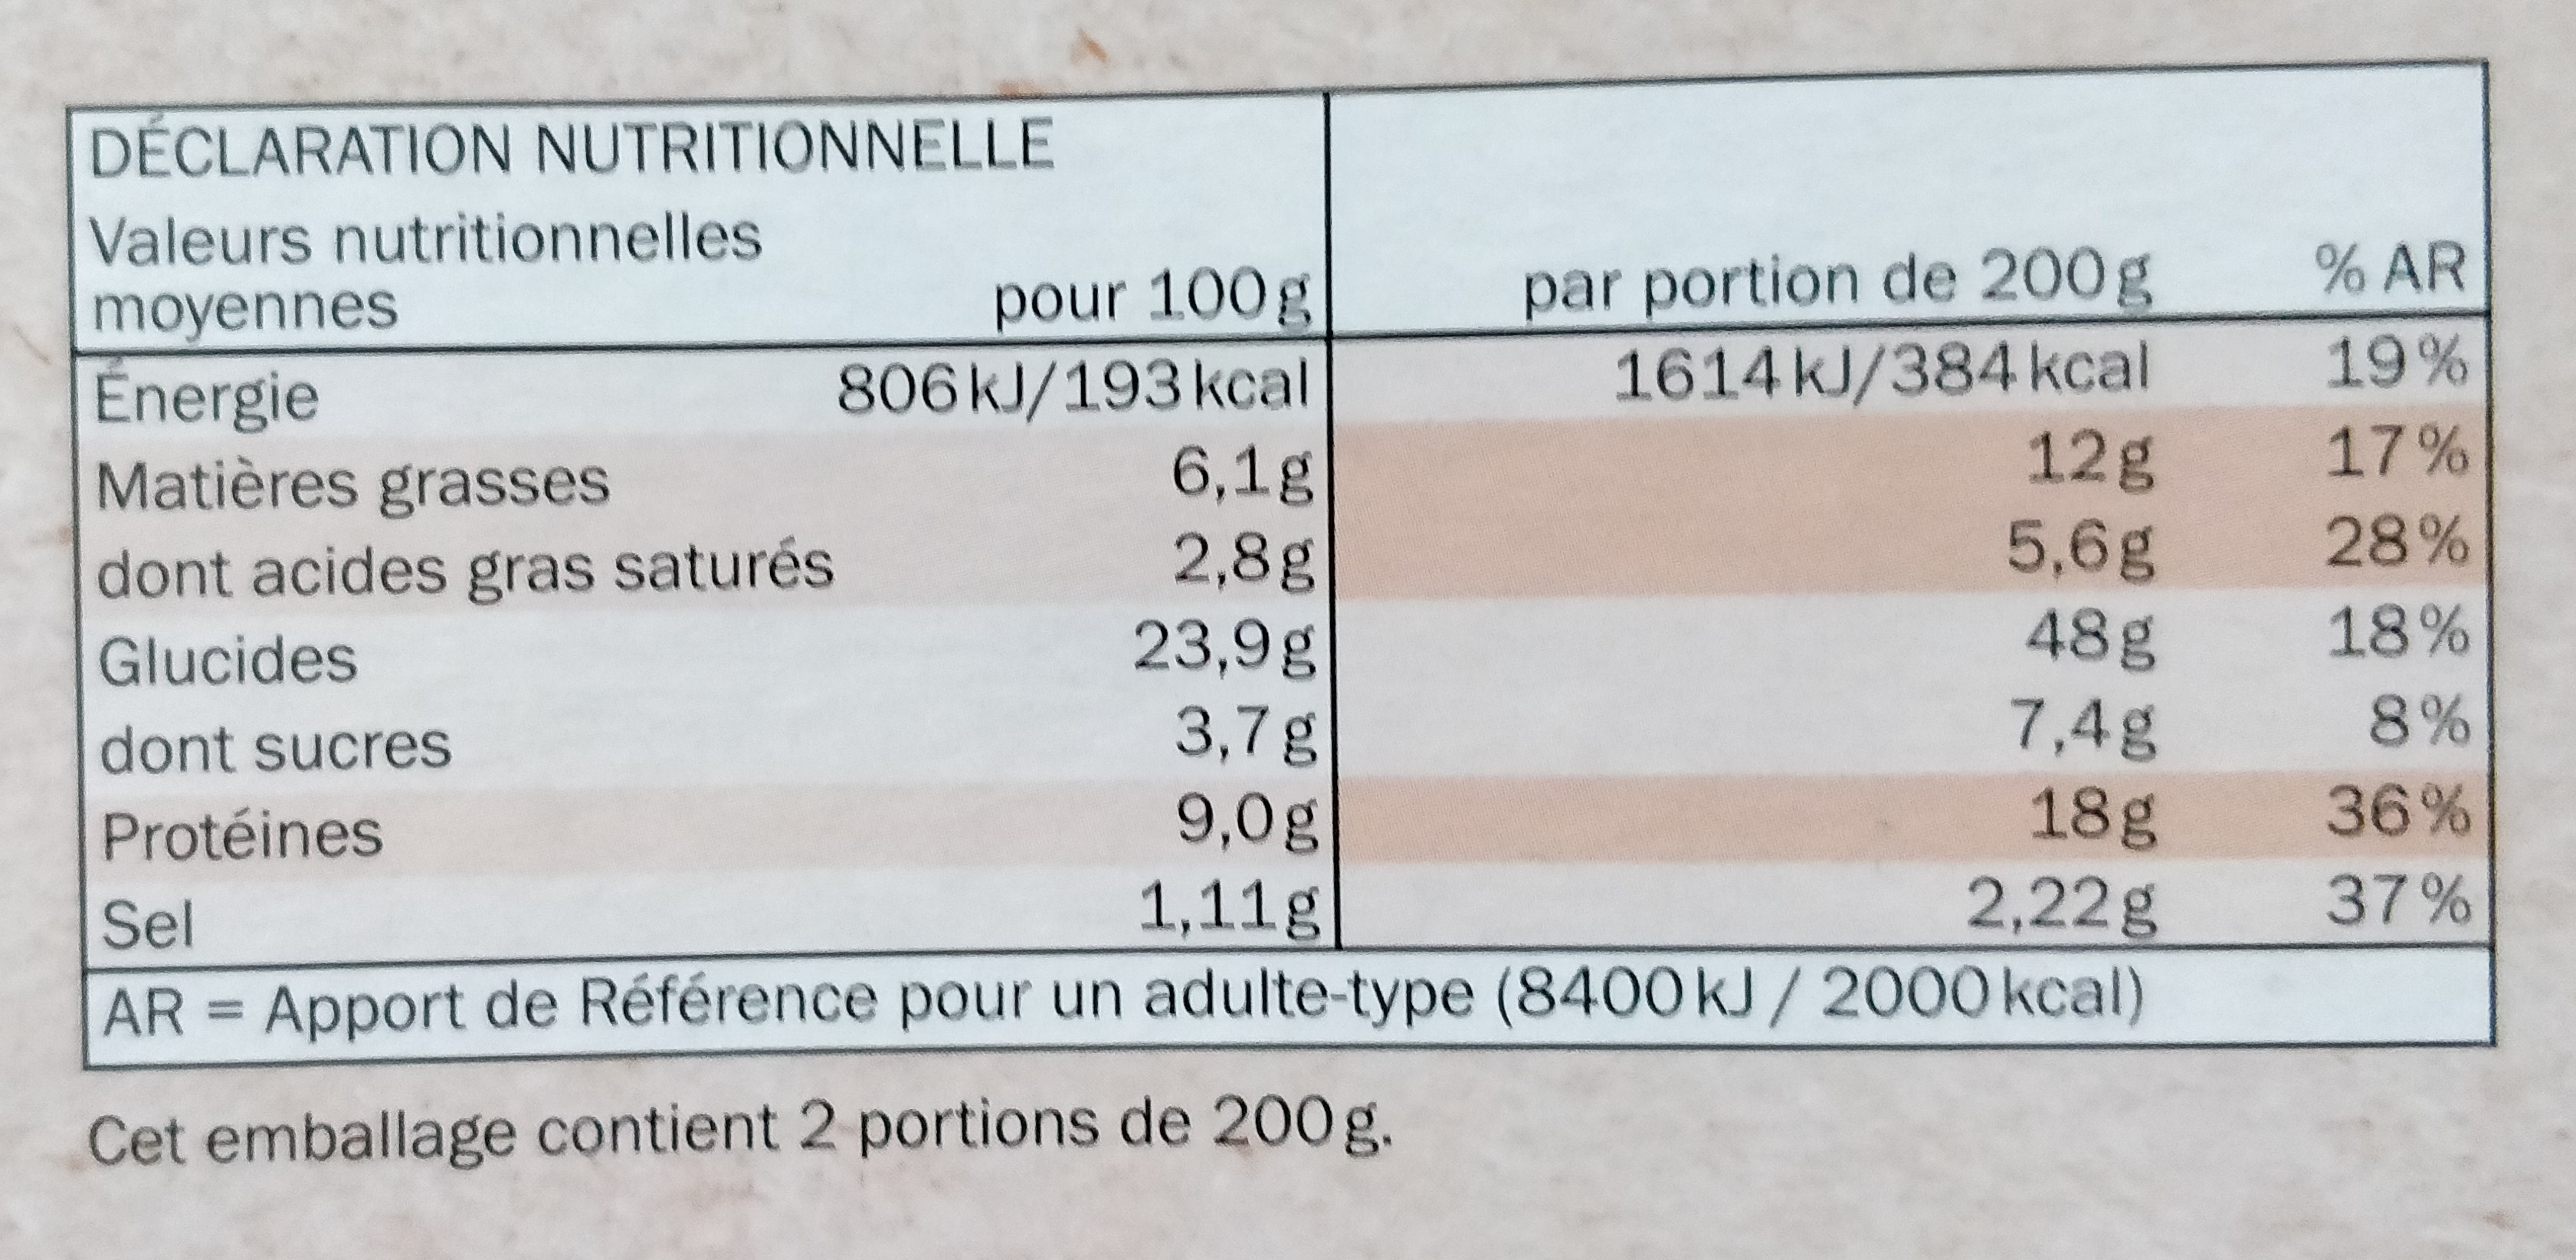 DÉCLARATION NUTRITIONNELLE
Valeurs nutritionnelles
moyennes pour 100g par portion de 200g % AR
Énergie 806kJ/193kcal 1614kJ/384kcal 19%
Matières grasses 6,1g 12g 17%
dont acides gras saturés 2,8g 5,6g 28%
Glucides 23,9g 48g 18%
dont sucres 3,7g 7,4g 8%
Protéines 9,0g 18g 36%
Sel 1,11g 2,22g 37%
AR = Apport de Référence pour un adulte-type (8400kJ / 2000kcal)
Cet emballage contient 2 portions de 200g.